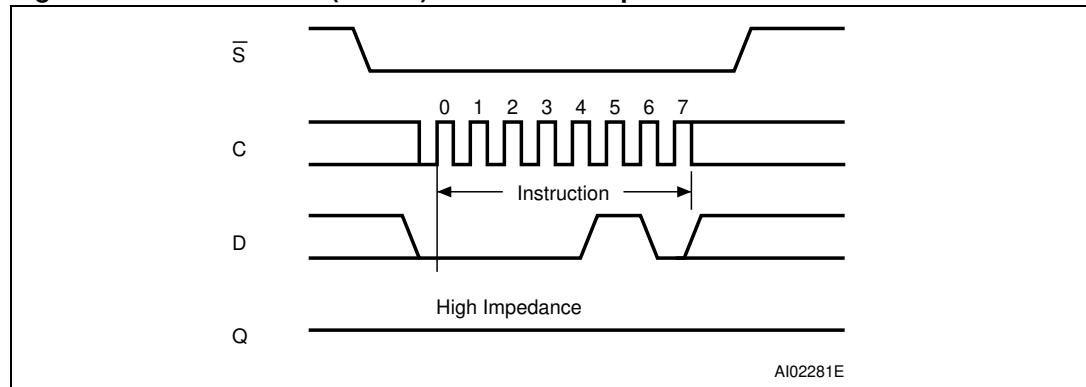 S̅
0 1 2 3 4 5 6 7
C
Instruction
D
High Impedance
Q
AI02281E